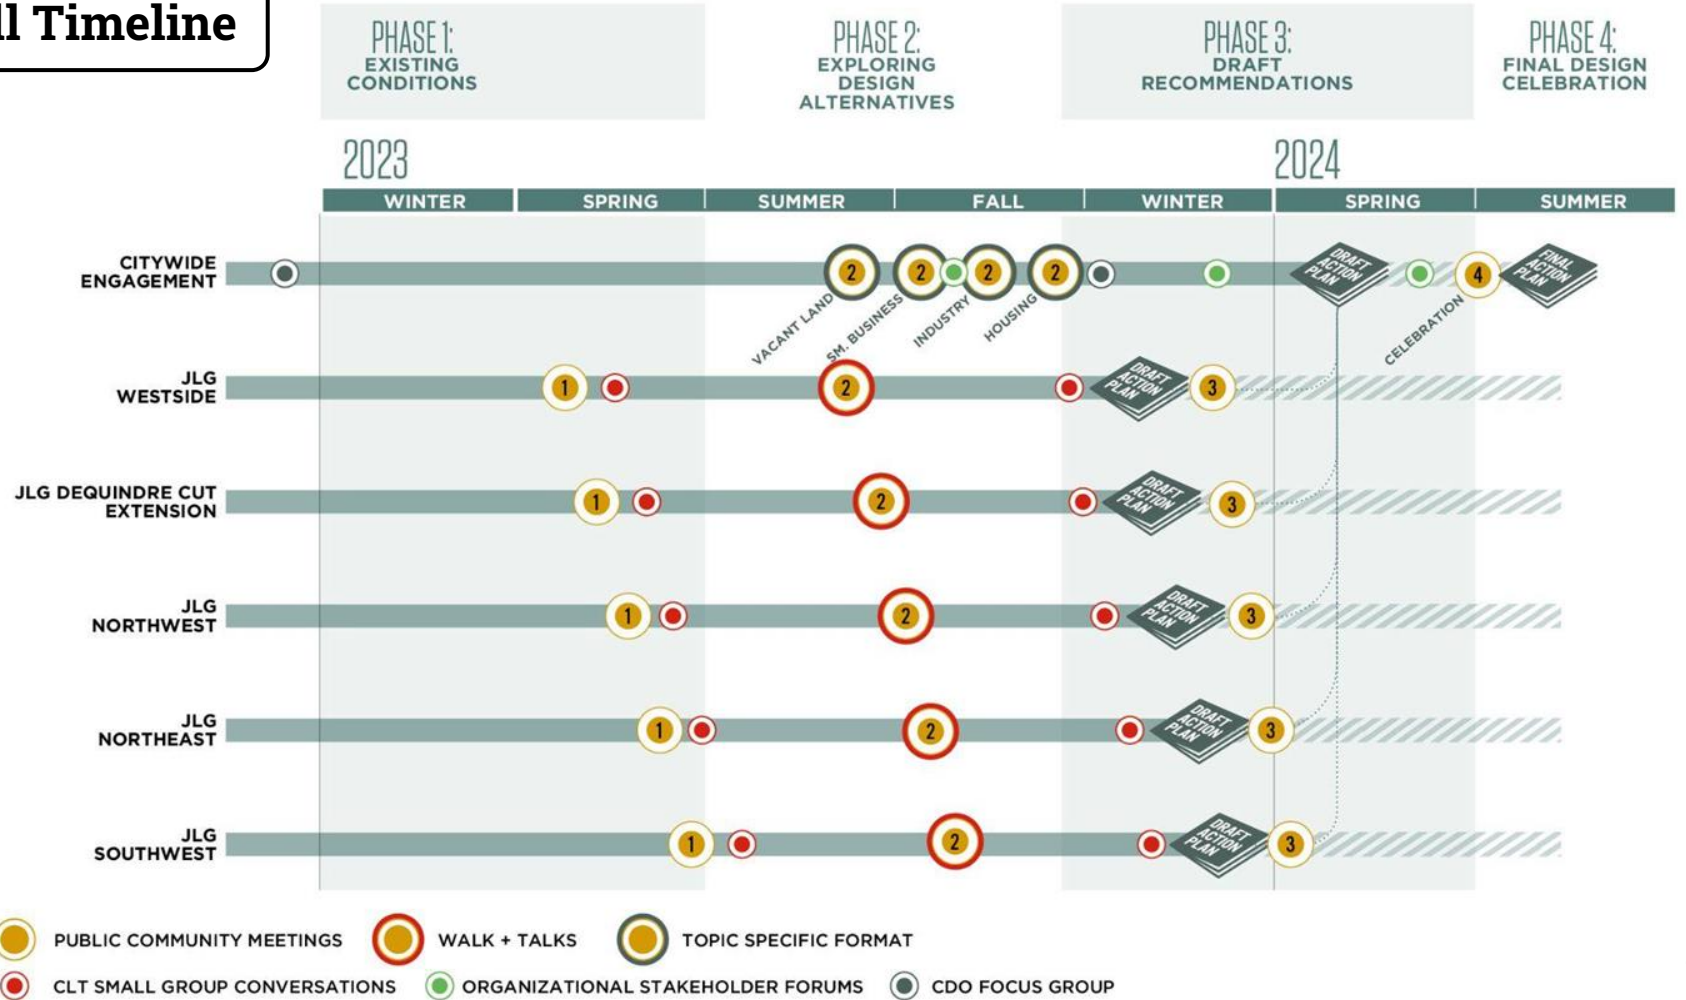 ll Timeline
PHASE 1:
EXISTING
CONDITIONS
PHASE 2:
EXPLORING
DESIGN
ALTERNATIVES
PHASE 3:
DRAFT
RECOMMENDATIONS
PHASE 4:
FINAL DESIGN
CELEBRATION
2023
2024
WINTER
SPRING
SUMMER
FALL
WINTER
SPRING
SUMMER
CITYWIDE
ENGAGEMENT
2
2
2
2
DRAFT
ACTION
PLAN
4
FINAL
ACTION
PLAN
VACANT LAND
SM. BUSINESS
INDUSTRY
HOUSING
CELEBRATION
JLG
WESTSIDE
1
2
DRAFT
ACTION
PLAN
3
JLG DEQUINDRE CUT
EXTENSION
1
2
DRAFT
ACTION
PLAN
3
JLG
NORTHWEST
1
2
DRAFT
ACTION
PLAN
3
JLG
NORTHEAST
1
2
DRAFT
ACTION
PLAN
3
JLG
SOUTHWEST
1
2
DRAFT
ACTION
PLAN
3
PUBLIC COMMUNITY MEETINGS
WALK + TALKS
TOPIC SPECIFIC FORMAT
CLT SMALL GROUP CONVERSATIONS
ORGANIZATIONAL STAKEHOLDER FORUMS
CDO FOCUS GROUP